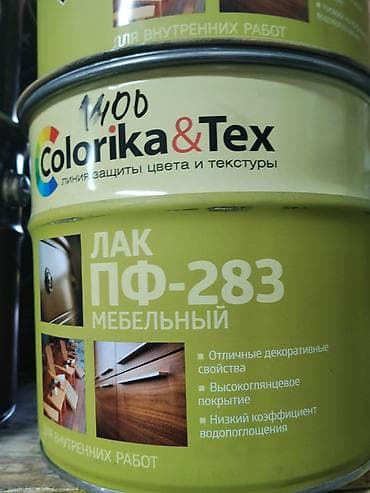 ДЛЯ ВНУТРЕННИХ РАБОТ
1400
Colorika&Tex
ЛИНИЯ ЗАЩИТЫ ЦВЕТА И ТЕКСТУРЫ
ЛАК
ПФ-283
МЕБЕЛЬНЫЙ
▪ Отличные декоративные
свойства
▪ Высокоглянцевое
покрытие
▪ Низкий коэффициент
водопоглощения
ДЛЯ ВНУТРЕННИХ РАБОТ